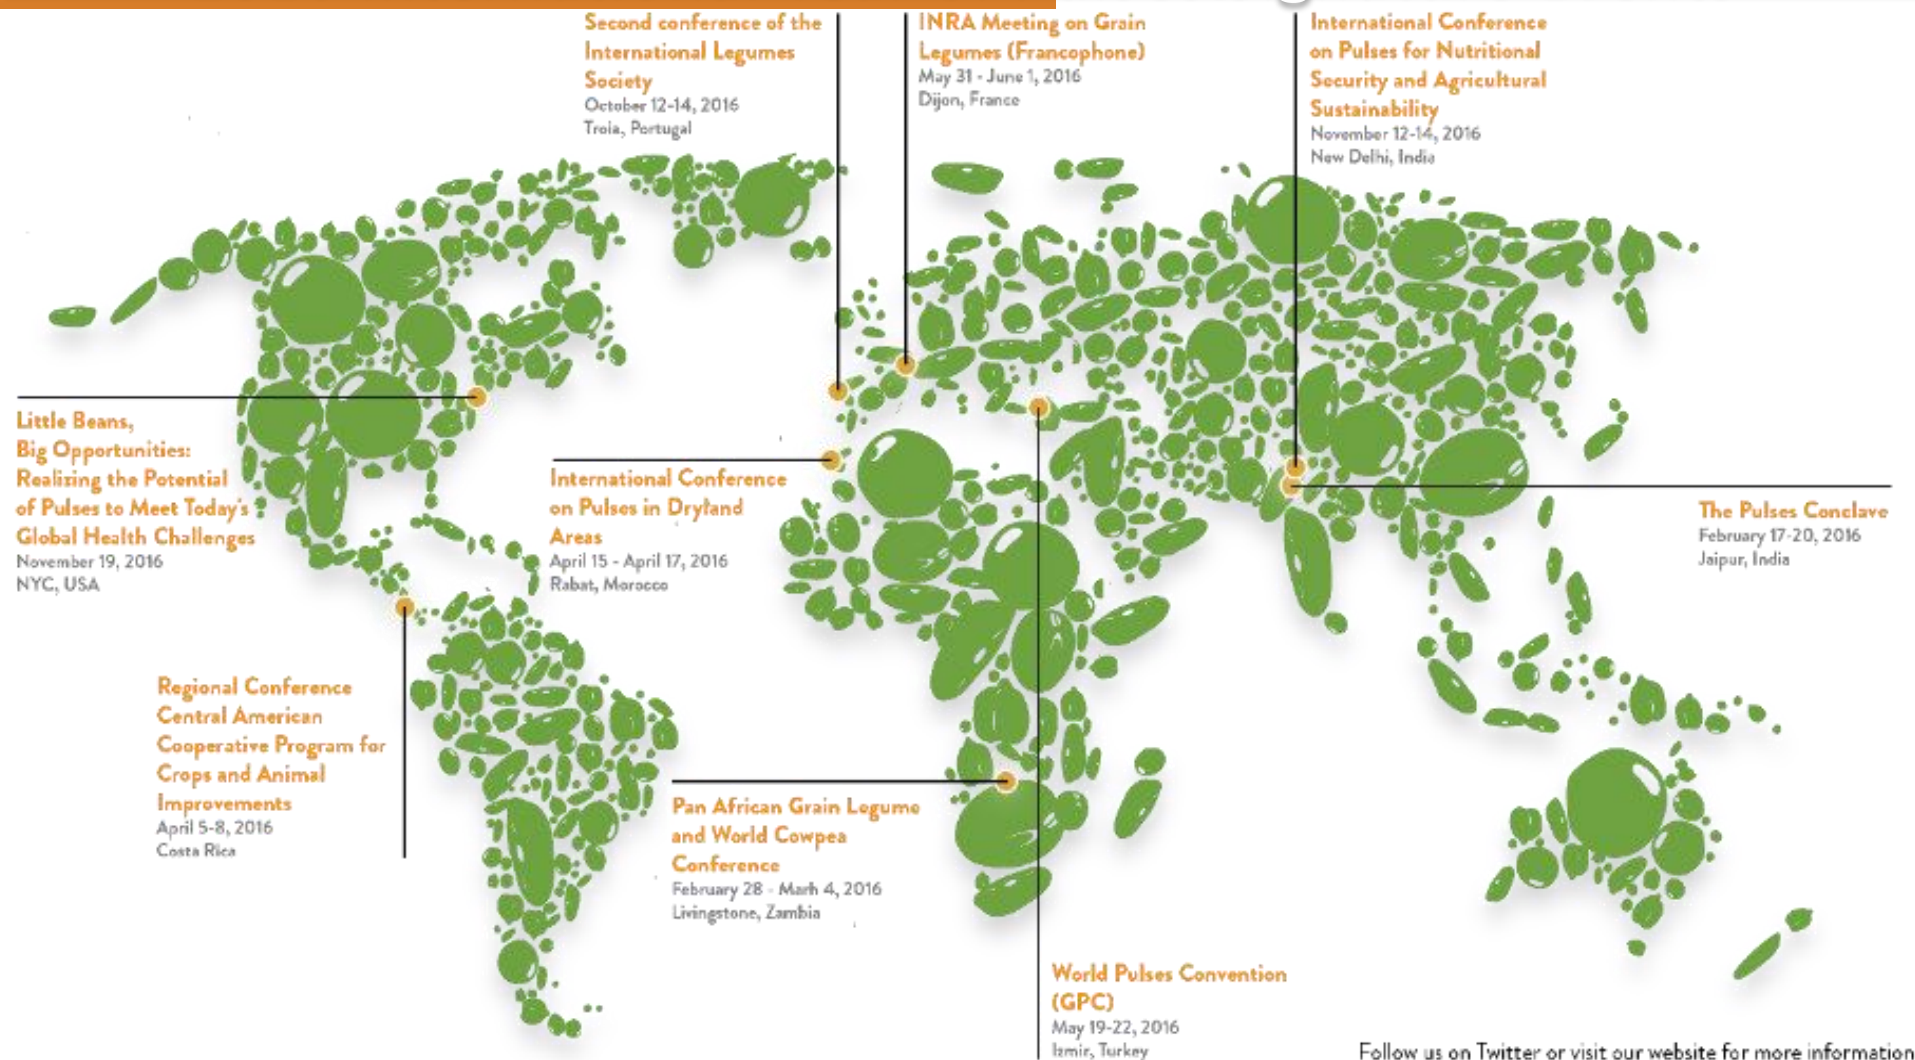 Second conference of the
International Legumes
Society
October 12-14, 2016
Troia, Portugal
INRA Meeting on Grain
Legumes (Francophone)
May 31 - June 1, 2016
Dijon, France
International Conference
on Pulses for Nutritional
Security and Agricultural
Sustainability
November 12-14, 2016
New Delhi, India
Little Beans,
Big Opportunities:
Realizing the Potential
of Pulses to Meet Today's
Global Health Challenges
November 19, 2016
NYC, USA
International Conference
on Pulses in Dryland
Areas
April 15 - April 17, 2016
Rabat, Morocco
The Pulses Conclave
February 17-20, 2016
Jaipur, India
Regional Conference
Central American
Cooperative Program for
Crops and Animal
Improvements
April 5-8, 2016
Costa Rica
Pan African Grain Legume
and World Cowpea
Conference
February 28 - Marh 4, 2016
Livingstone, Zambia
World Pulses Convention
(GPC)
May 19-22, 2016
Izmir, Turkey
Follow us on Twitter or visit our website for more information